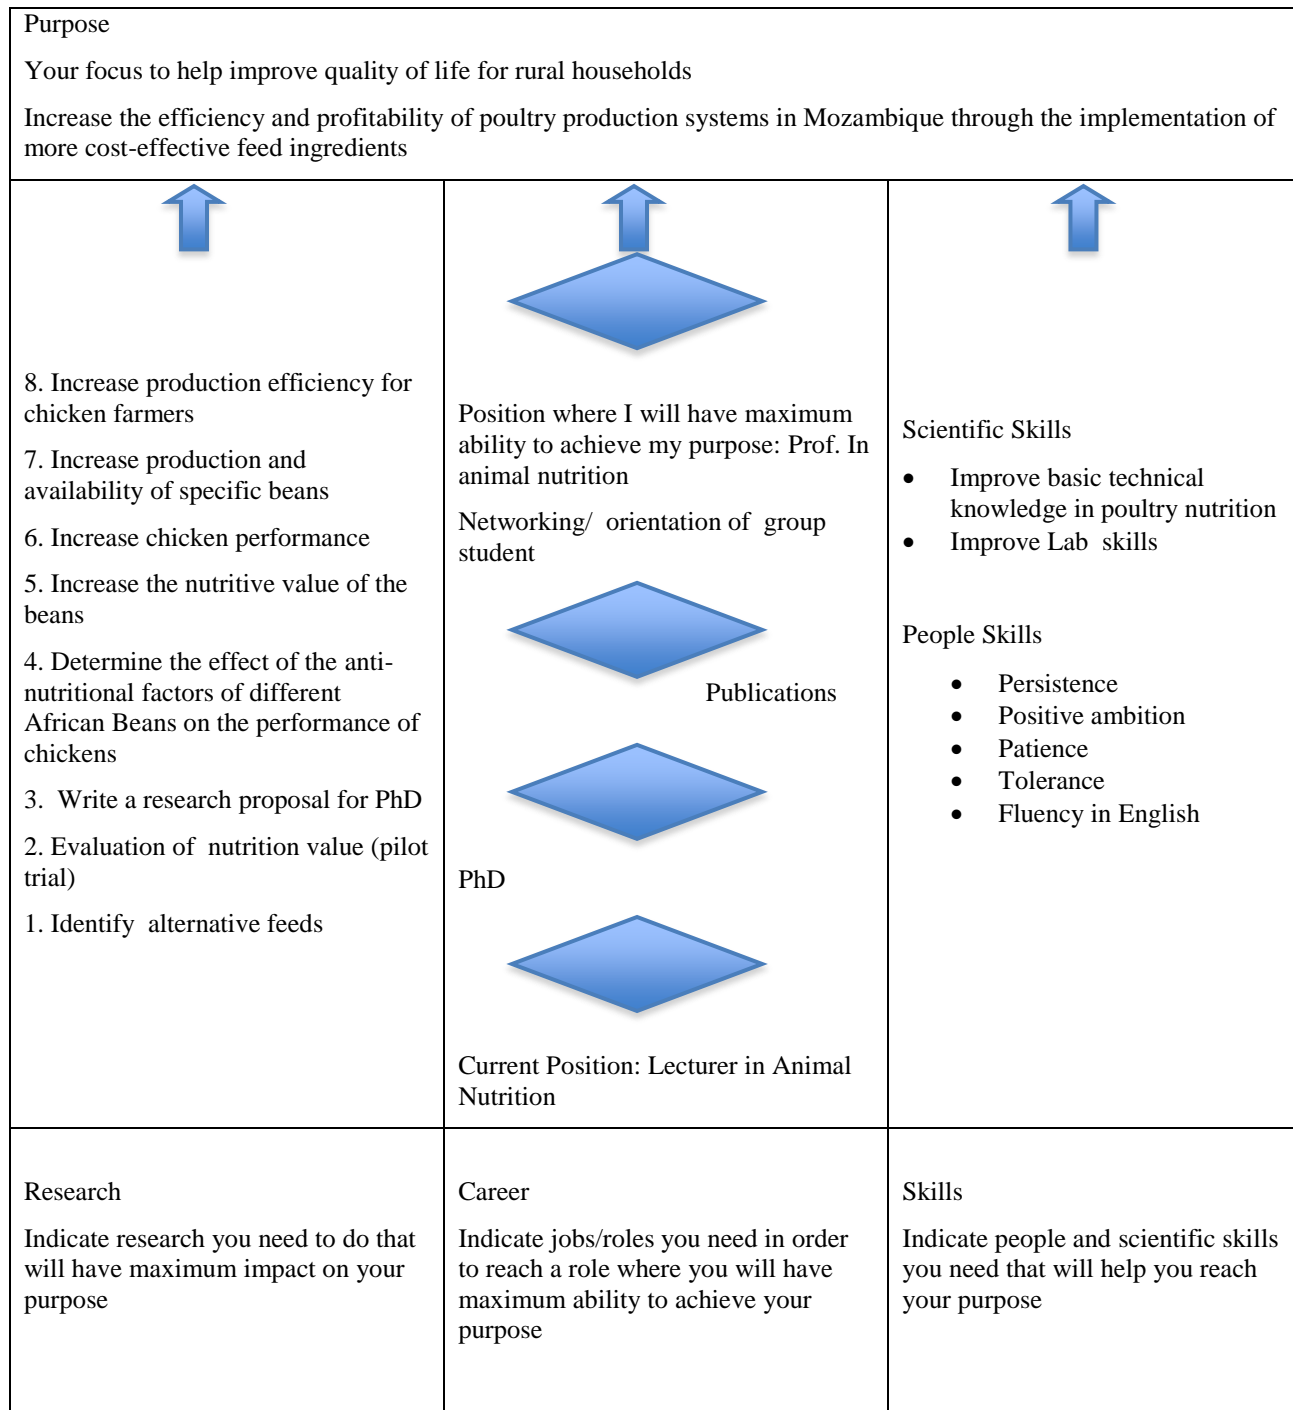 Purpose
Your focus to help improve quality of life for rural households
Increase the efficiency and profitability of poultry production systems in Mozambique through the implementation of
more cost-effective feed ingredients
8. Increase production efficiency for
chicken farmers
7. Increase production and
availability of specific beans
6. Increase chicken performance
5. Increase the nutritive value of the
beans
4. Determine the effect of the anti-
nutritional factors of different
African Beans on the performance of
chickens
3. Write a research proposal for PhD
2. Evaluation of nutrition value (pilot
trial)
1. Identify alternative feeds
Position where I will have maximum
ability to achieve my purpose: Prof. In
animal nutrition
Networking/ orientation of group
student
Publications
PhD
Current Position: Lecturer in Animal
Nutrition
Scientific Skills
• Improve basic technical
knowledge in poultry nutrition
• Improve Lab skills
People Skills
• Persistence
• Positive ambition
• Patience
• Tolerance
• Fluency in English
Research
Indicate research you need to do that
will have maximum impact on your
purpose
Career
Indicate jobs/roles you need in order
to reach a role where you will have
maximum ability to achieve your
purpose
Skills
Indicate people and scientific skills
you need that will help you reach
your purpose